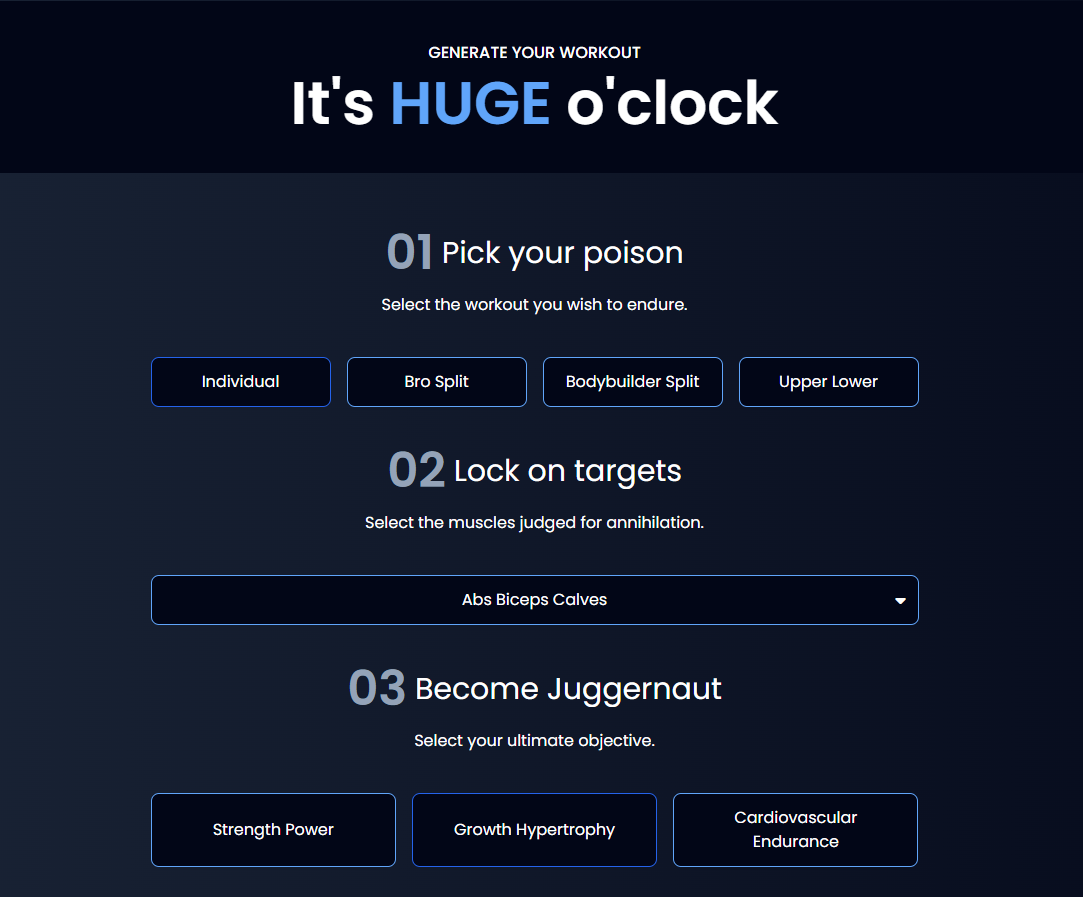 GENERATE YOUR WORKOUT
It's HUGE o'clock
01 Pick your poison
Select the workout you wish to endure.
Individual
Bro Split
Bodybuilder Split
Upper Lower
02 Lock on targets
Select the muscles judged for annihilation.
Abs Biceps Calves
03 Become Juggernaut
Select your ultimate objective.
Strength Power
Growth Hypertrophy
Cardiovascular
Endurance